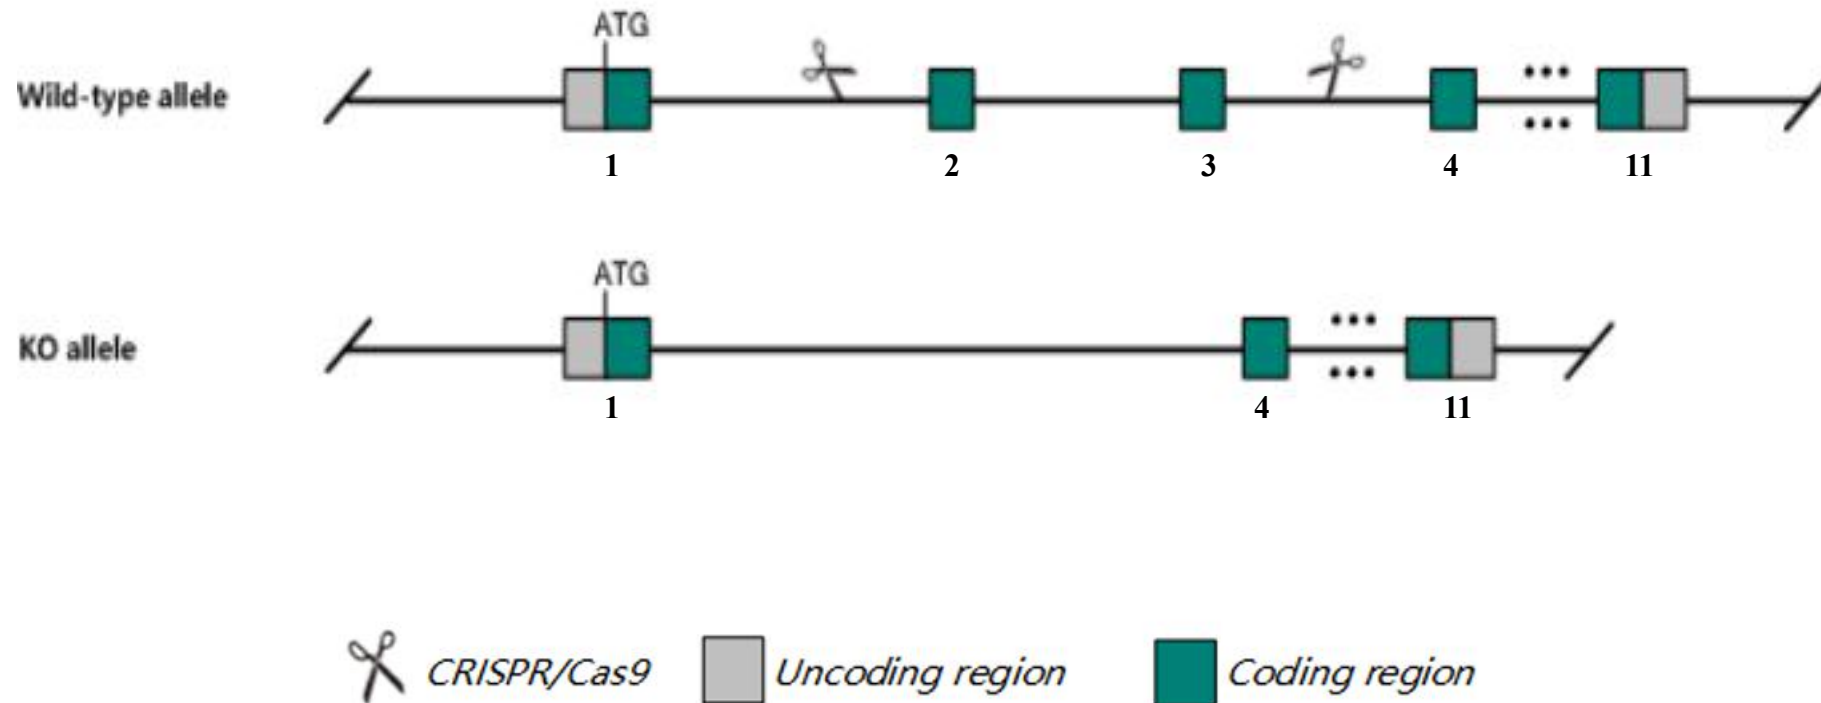 ATG
Wild-type allele
1 2 3 4 11
ATG
KO allele
1 4 11
CRISPR/Cas9 Uncoding region Coding region